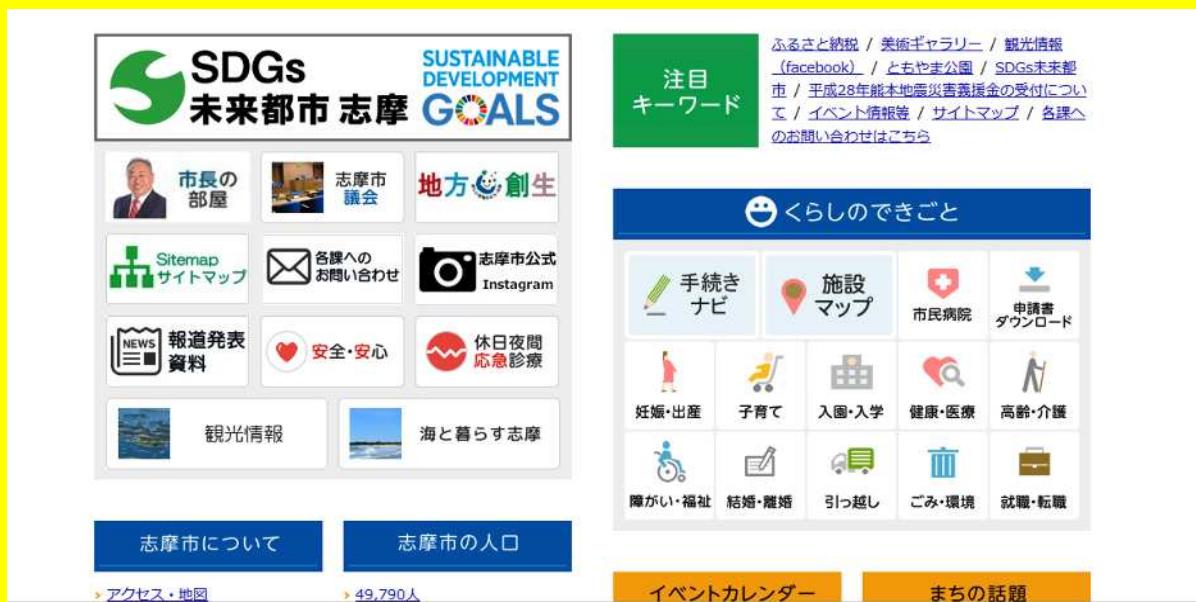 SDGs
未来都市 志摩
SUSTAINABLE
DEVELOPMENT
GOALS
市長の
部屋
志摩市
議会
地方創生
Sitemap
サイトマップ
各課への
お問い合わせ
志摩市公式
Instagram
NEWS
報道発表
資料
安全・安心
休日夜間
応急診療
観光情報
海と暮らす志摩
志摩市について
志摩市の人口
アクセス・地図
49,790人
注目
キーワード
ふるさと納税 / 美術ギャラリー / 観光情報
（facebook） / ともやま公園 / SDGs未来都
市 / 平成28年熊本地震災害義援金の受付につい
て / イベント情報等 / サイトマップ / 各課へ
のお問い合わせはこちら
くらしのできごと
手続き
ナビ
施設
マップ
市民病院
申請書
ダウンロード
妊娠・出産
子育て
入園・入学
健康・医療
高齢・介護
障がい・福祉
結婚・離婚
引っ越し
ごみ・環境
就職・転職
イベントカレンダー
まちの話題